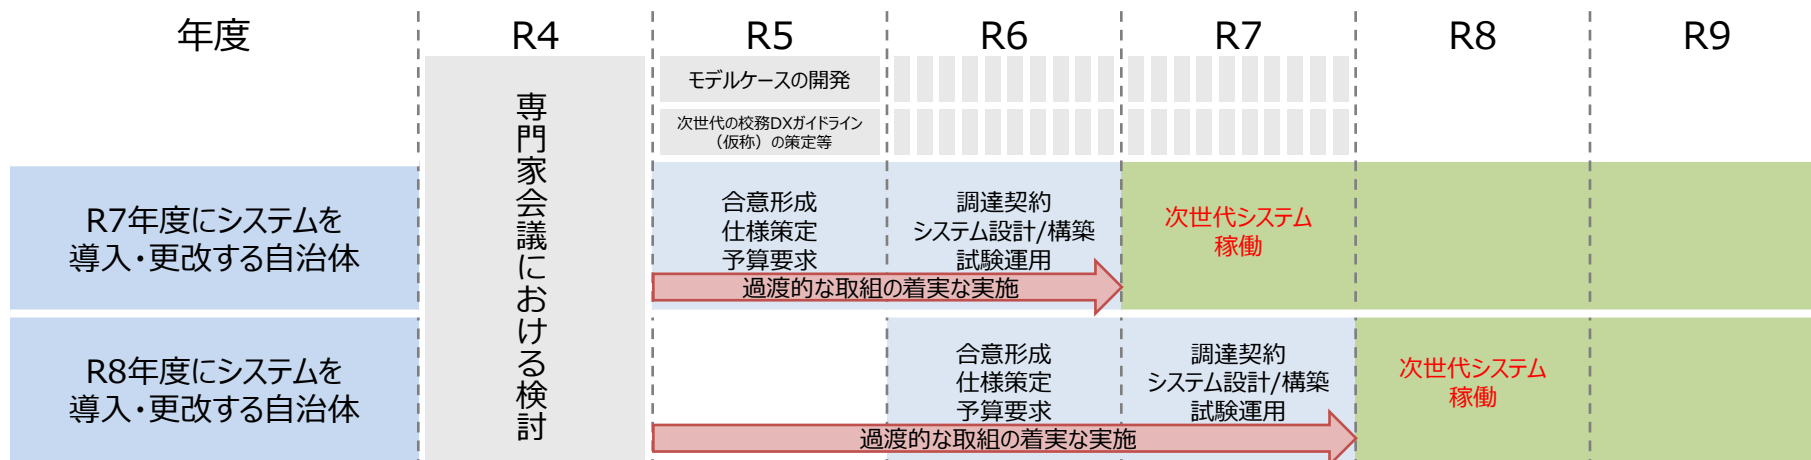 年度
R4
R5
R6
R7
R8
R9
専門家会議における検討
モデルケースの開発
次世代の校務DXガイドライン
（仮称）の策定等
R7年度にシステムを
導入・更改する自治体
合意形成
仕様策定
予算要求
調達契約
システム設計/構築
試験運用
次世代システム
稼働
過渡的な取組の着実な実施
R8年度にシステムを
導入・更改する自治体
合意形成
仕様策定
予算要求
調達契約
システム設計/構築
試験運用
次世代システム
稼働
過渡的な取組の着実な実施